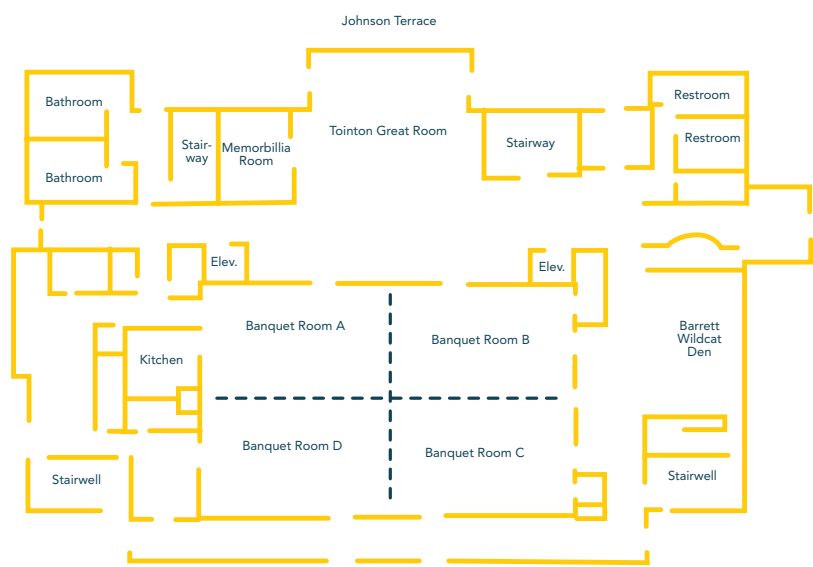 Johnson Terrace
Bathroom
Restroom
Tointon Great Room
Restroom
Stair-
way
Memorbillia
Room
Stairway
Bathroom
Elev.
Elev.
Banquet Room A
Banquet Room B
Barrett
Wildcat
Den
Kitchen
Banquet Room D
Banquet Room C
Stairwell
Stairwell